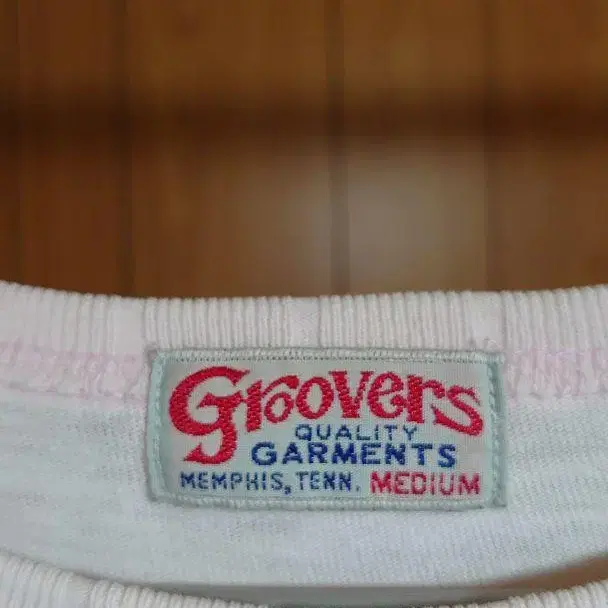 Groovers
QUALITY
GARMENTS
MEMPHIS, TENN. MEDIUM